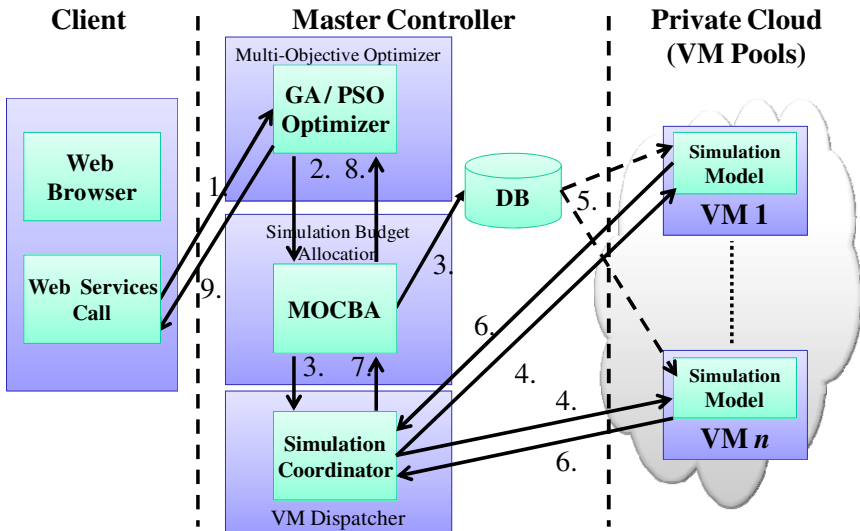 Client
Master Controller
Private Cloud
(VM Pools)
Multi-Objective Optimizer
GA / PSO
Optimizer
Web
Browser
Web Services
Call
1.
2.
8.
9.
DB
5.
Simulation
Model
VM 1
Simulation Budget
Allocation
MOCBA
3.
3.
7.
6.
4.
4.
6.
Simulation
Model
VM n
Simulation
Coordinator
VM Dispatcher